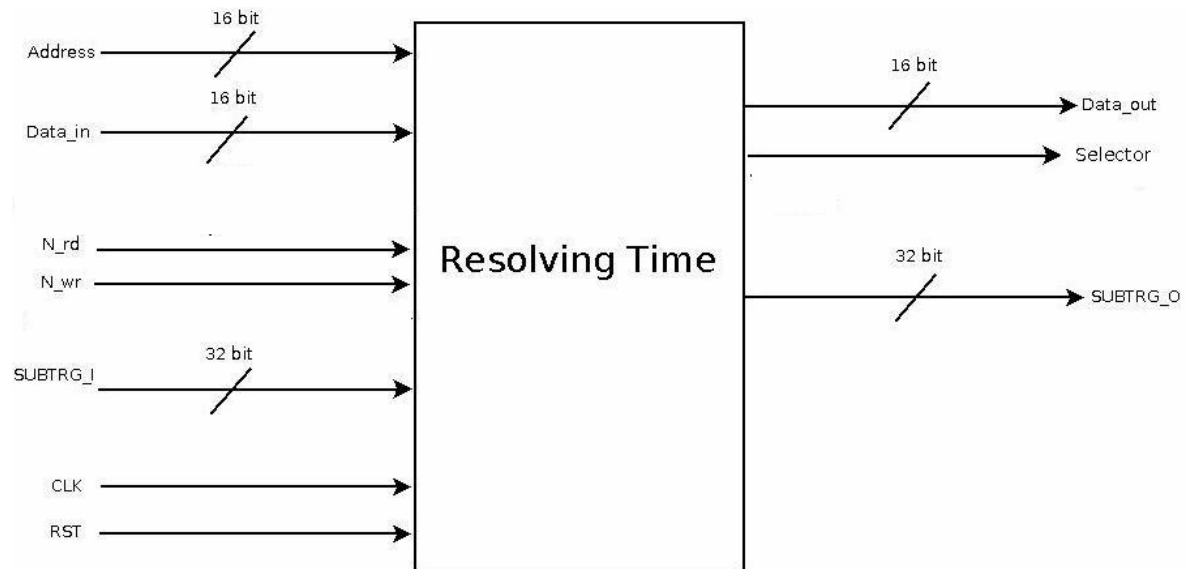 16 bit
Address
16 bit
Data_in
N_rd
N_wr
32 bit
SUBTRG_I
CLK
RST
Resolving Time
16 bit
Data_out
Selector
32 bit
SUBTRG_O